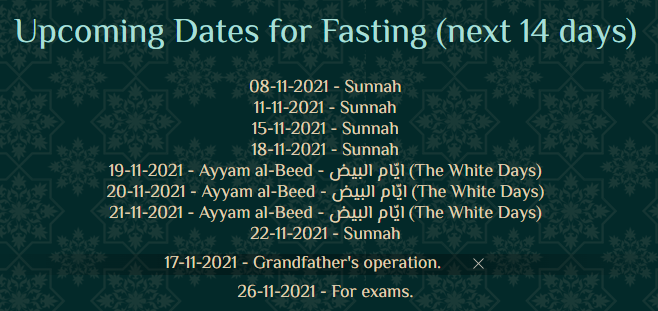 Upcoming Dates for Fasting (next 14 days)
08-11-2021 - Sunnah
11-11-2021 - Sunnah
15-11-2021 - Sunnah
18-11-2021 - Sunnah
19-11-2021 - Ayyam al-Beed - ايّام البيض (The White Days)
20-11-2021 - Ayyam al-Beed - ايّام البيض (The White Days)
21-11-2021 - Ayyam al-Beed - ايّام البيض (The White Days)
22-11-2021 - Sunnah
17-11-2021 - Grandfather's operation.
26-11-2021 - For exams.